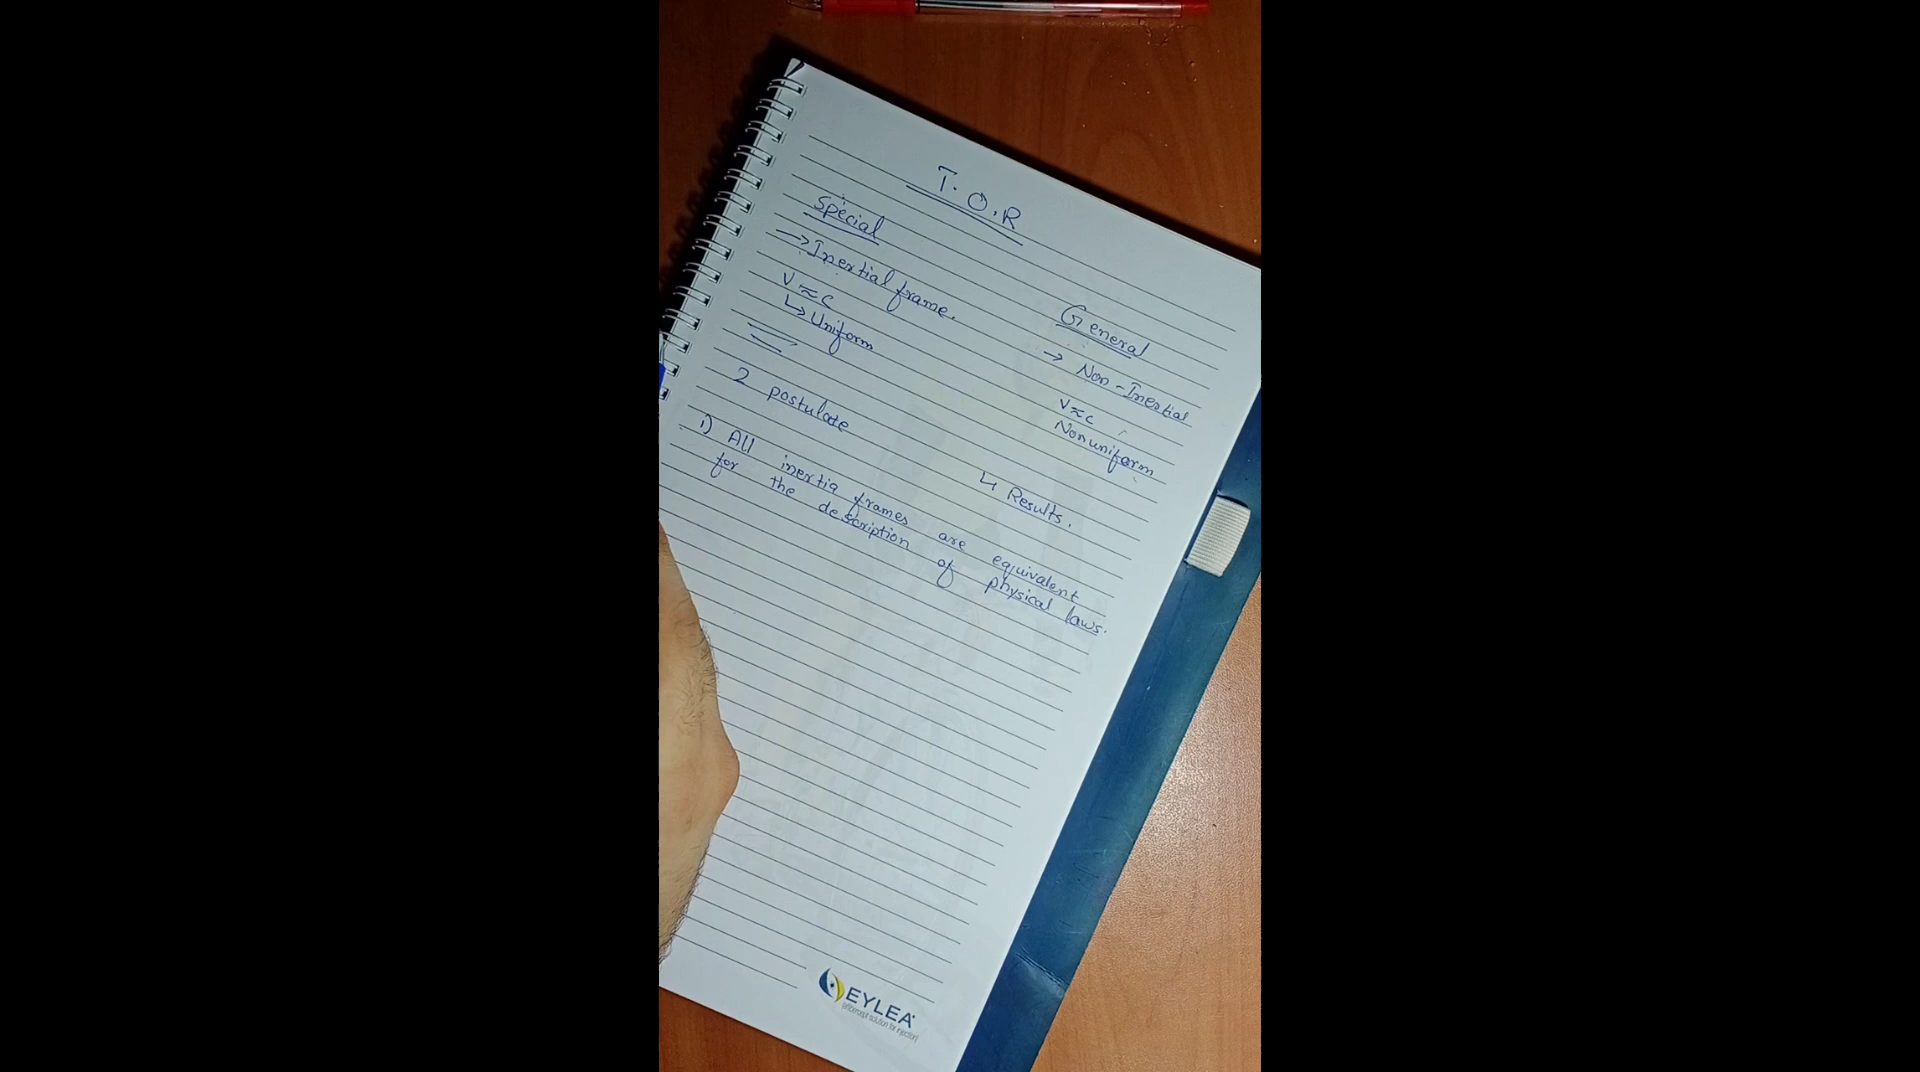 T.O.R
Special
→ Inertial frame.
V≈c
↳ Uniform
General
→ Non-Inertial
V≈c
Nonuniform
2 postulate
↳ Results.
1) All inertia frames are equivalent
for the description of physical laws.
EYLEA